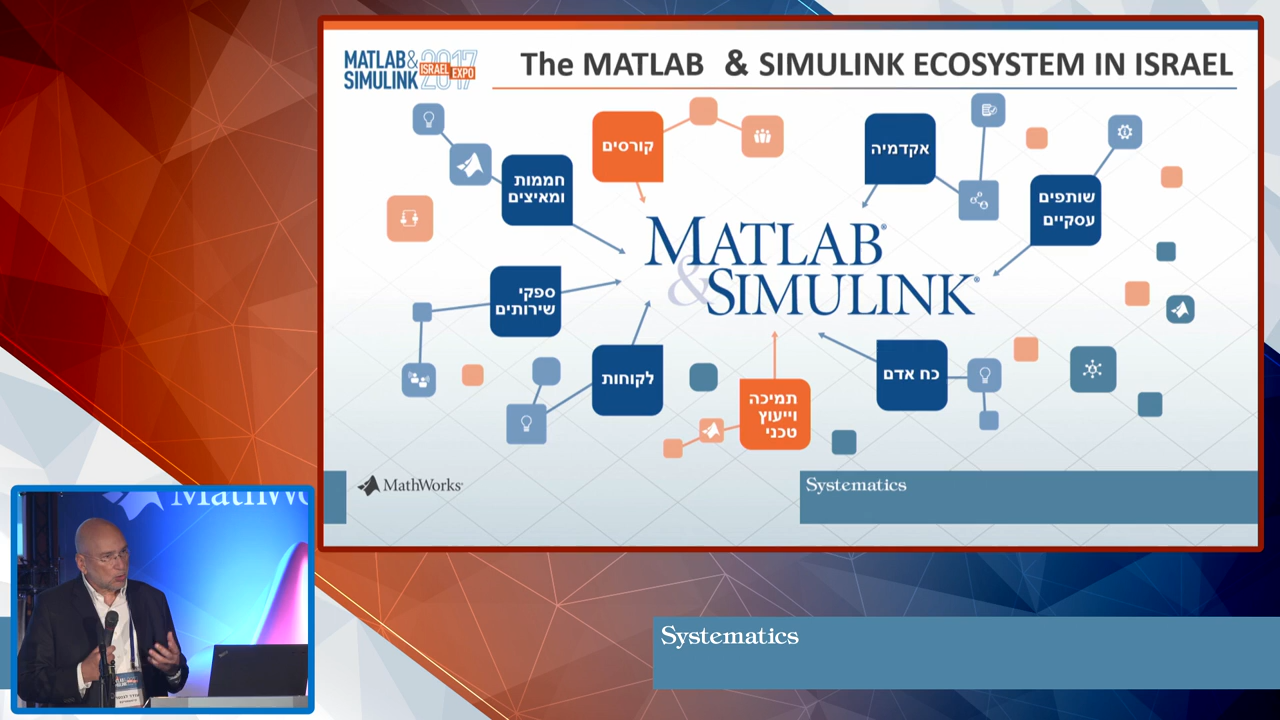 MATLAB&
SIMULINK
2017
ISRAEL EXPO
The MATLAB & SIMULINK ECOSYSTEM IN ISRAEL
קורסים
אקדמיה
חממות
ומאיצים
שותפים
עסקיים
MATLAB®
&SIMULINK®
ספקי
שירותים
לקוחות
תמיכה
וייעוץ
טכני
כח אדם
MathWorks®
Systematics
MathWo
Systematics